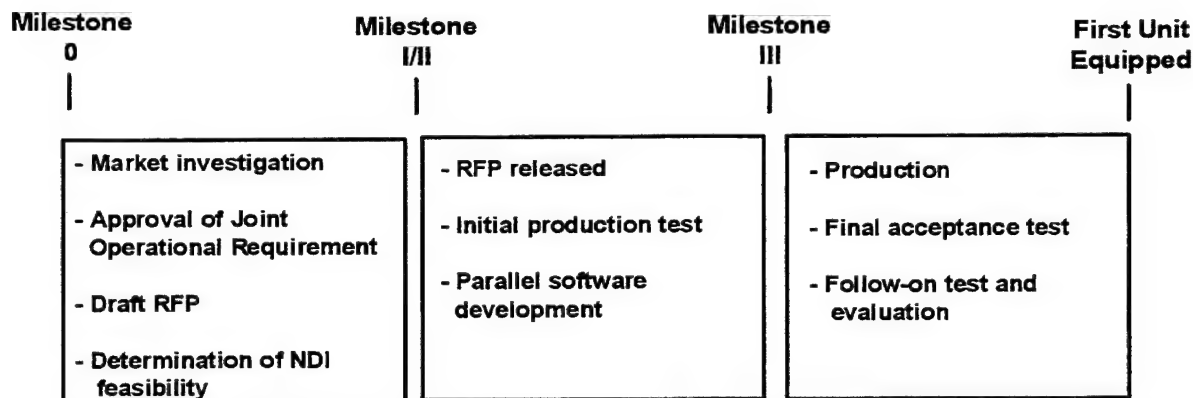 Milestone
0
Milestone
I/II
Milestone
III
First Unit
Equipped
- Market investigation
- Approval of Joint
Operational Requirement
- Draft RFP
- Determination of NDI
feasibility
- RFP released
- Initial production test
- Parallel software
development
- Production
- Final acceptance test
- Follow-on test and
evaluation